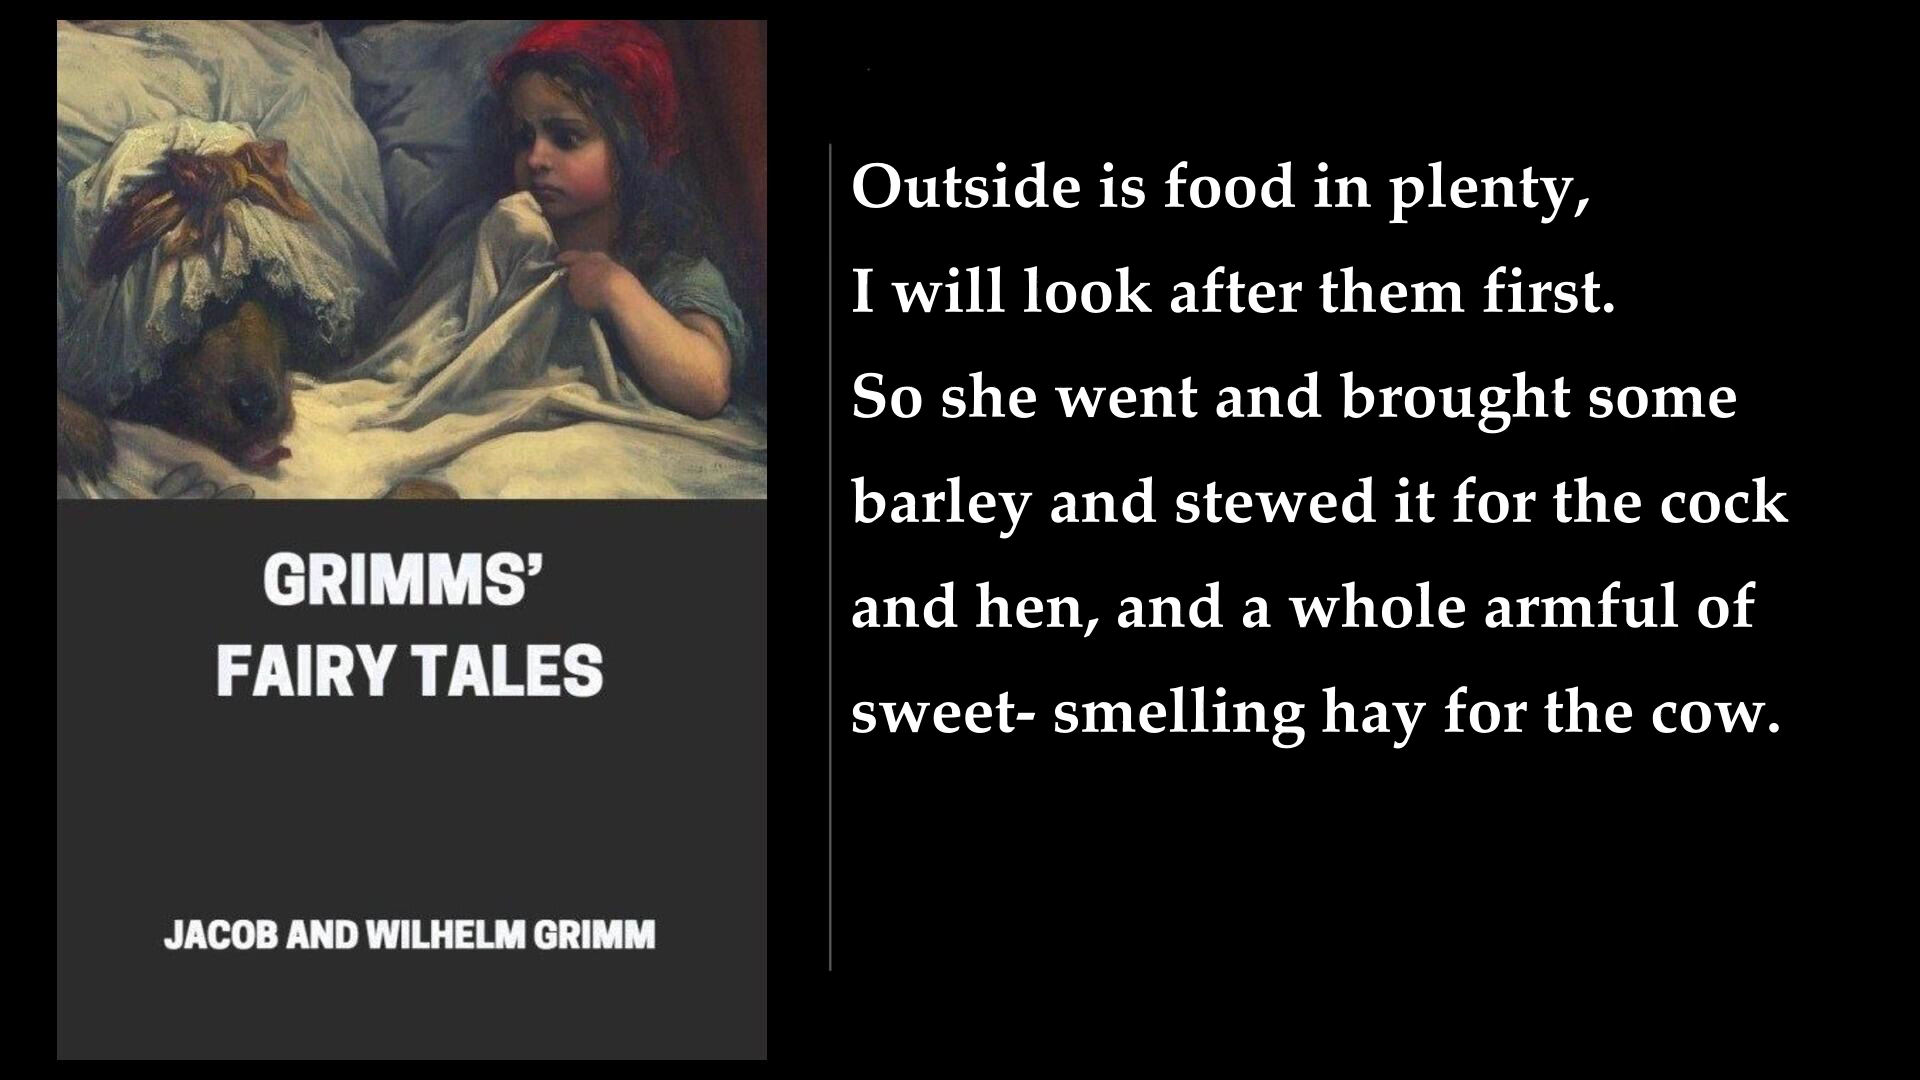 GRIMMS’
FAIRY TALES
JACOB AND WILHELM GRIMM
Outside is food in plenty,
I will look after them first.
So she went and brought some
barley and stewed it for the cock
and hen, and a whole armful of
sweet- smelling hay for the cow.